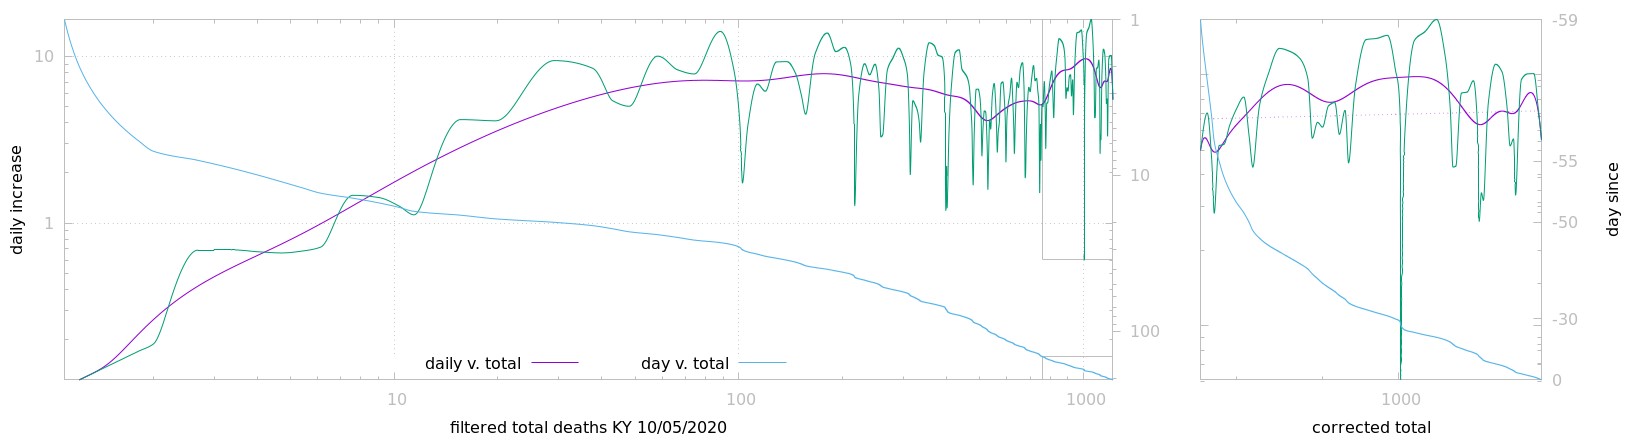 10
1
daily increase
daily v. total
day v. total
10
100
1000
filtered total deaths KY 10/05/2020
1
10
100
1000
corrected total
-59
-55
-50
-30
0
day since